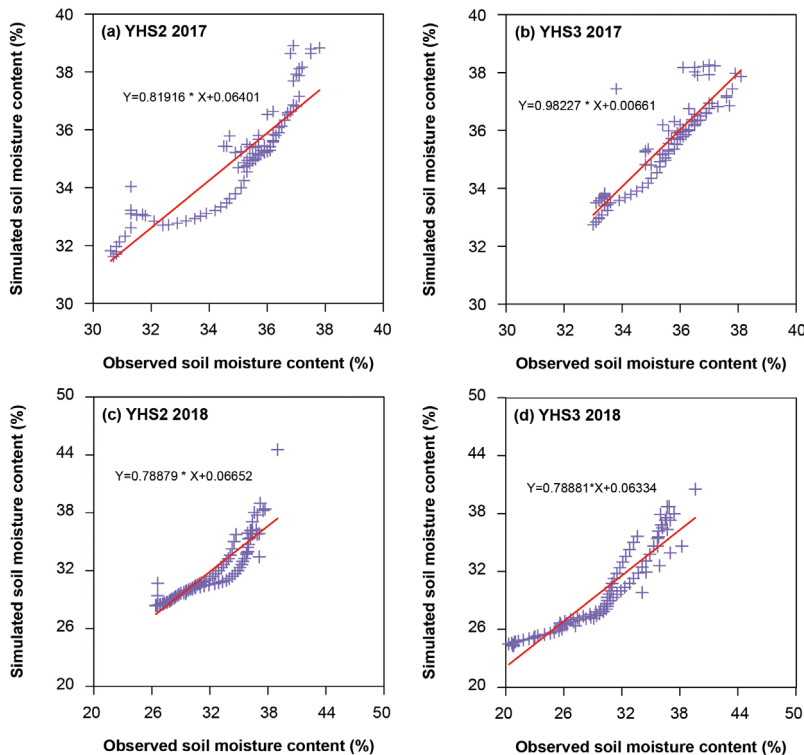 (a) YHS2 2017
Y=0.81916 * X+0.06401
Simulated soil moisture content (%)
40
38
36
34
32
30
30 32 34 36 38 40
Observed soil moisture content (%)
(b) YHS3 2017
Y=0.98227 * X+0.00661
Simulated soil moisture content (%)
40
38
36
34
32
30
30 32 34 36 38 40
Observed soil moisture content (%)
(c) YHS2 2018
Y=0.78879 * X+0.06652
Simulated soil moisture content (%)
50
44
38
32
26
20
20 26 32 38 44 50
Observed soil moisture content (%)
(d) YHS3 2018
Y=0.78881*X+0.06334
Simulated soil moisture content (%)
50
44
38
32
26
20
20 26 32 38 44 50
Observed soil moisture content (%)